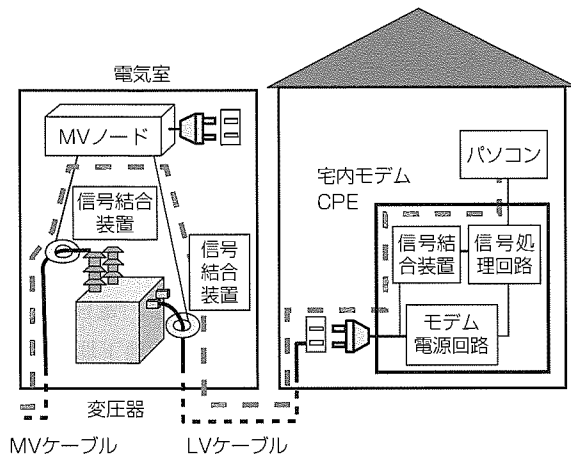 電気室
MVノード
信号結合
装置
信号
結合
装置
変圧器
MVケーブル
LVケーブル
パソコン
宅内モデム
CPE
信号結
合装置
信号処
理回路
モデム
電源回路